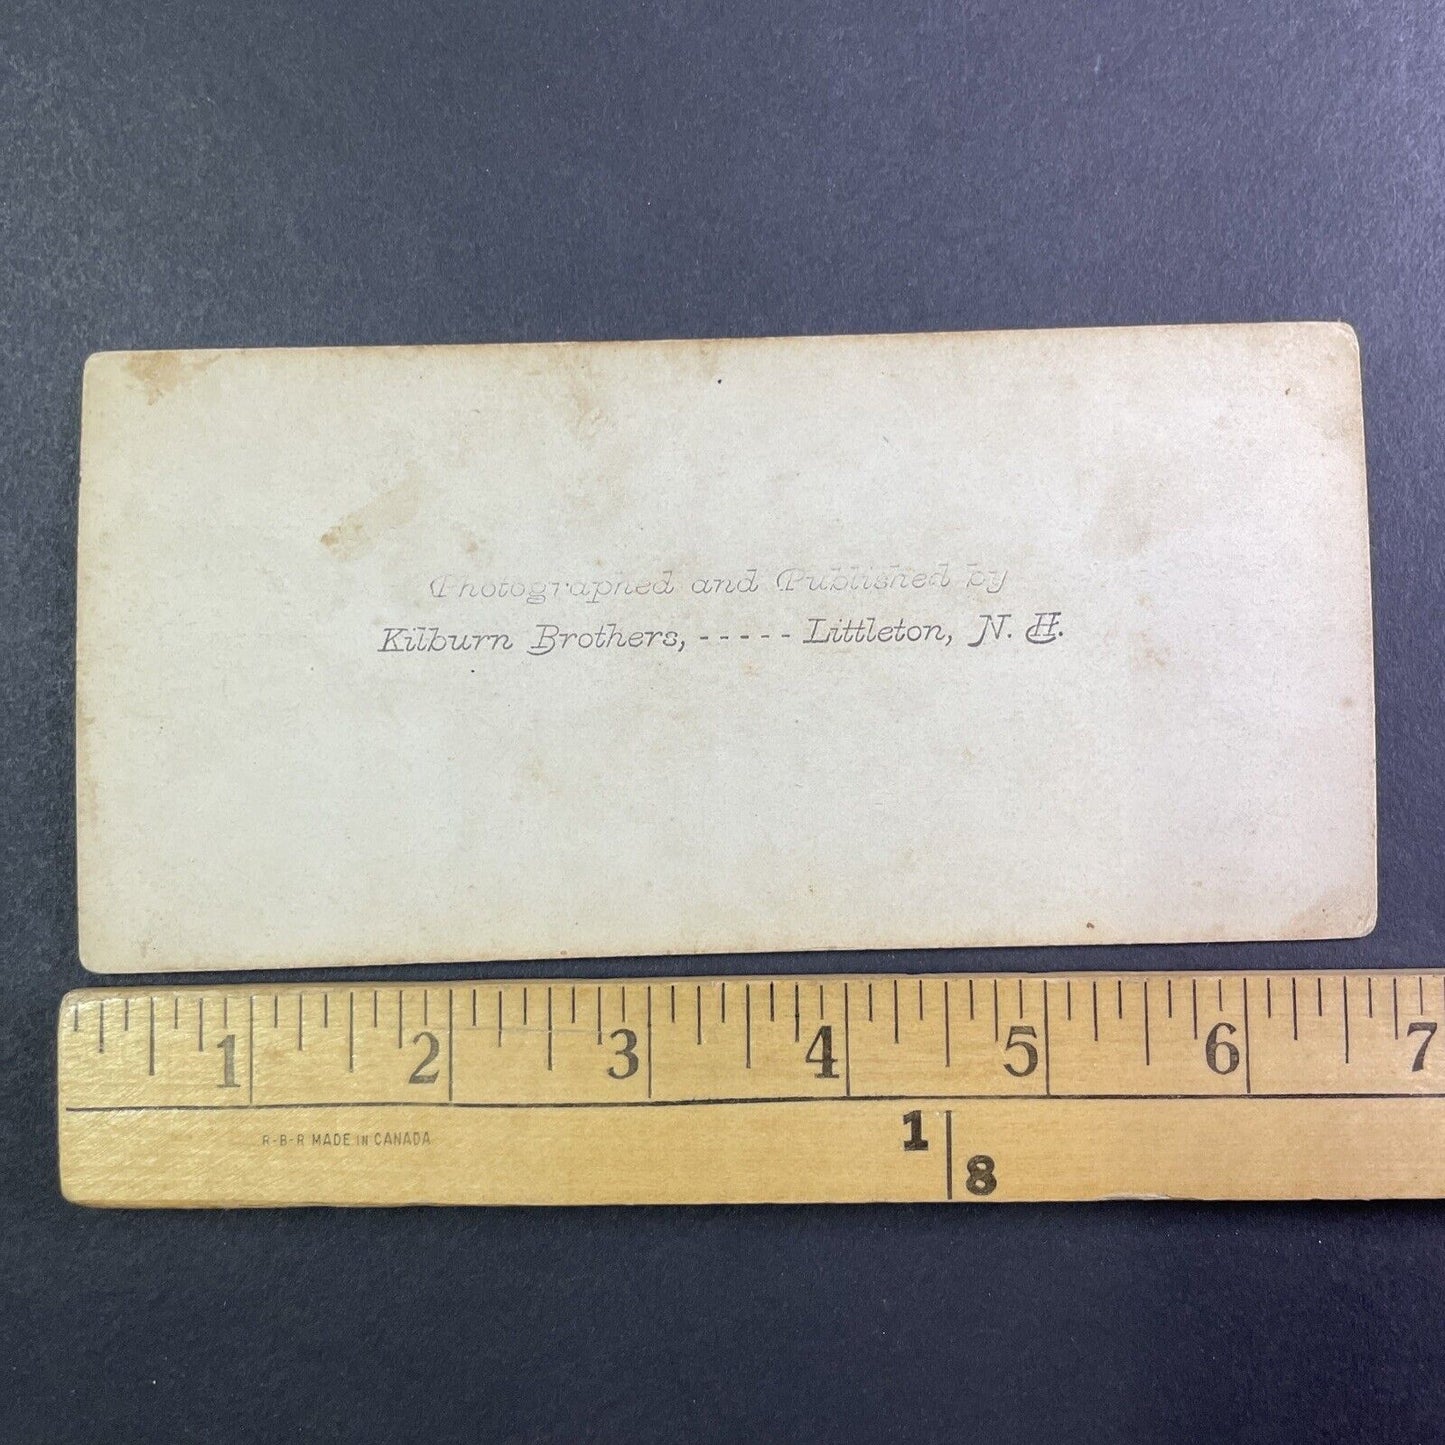 Photographed and Published by
Kilburn Brothers, - - - - - Littleton, N. H.
1 2 3 4 5 6 7
R-B-R MADE IN CANADA
1 8